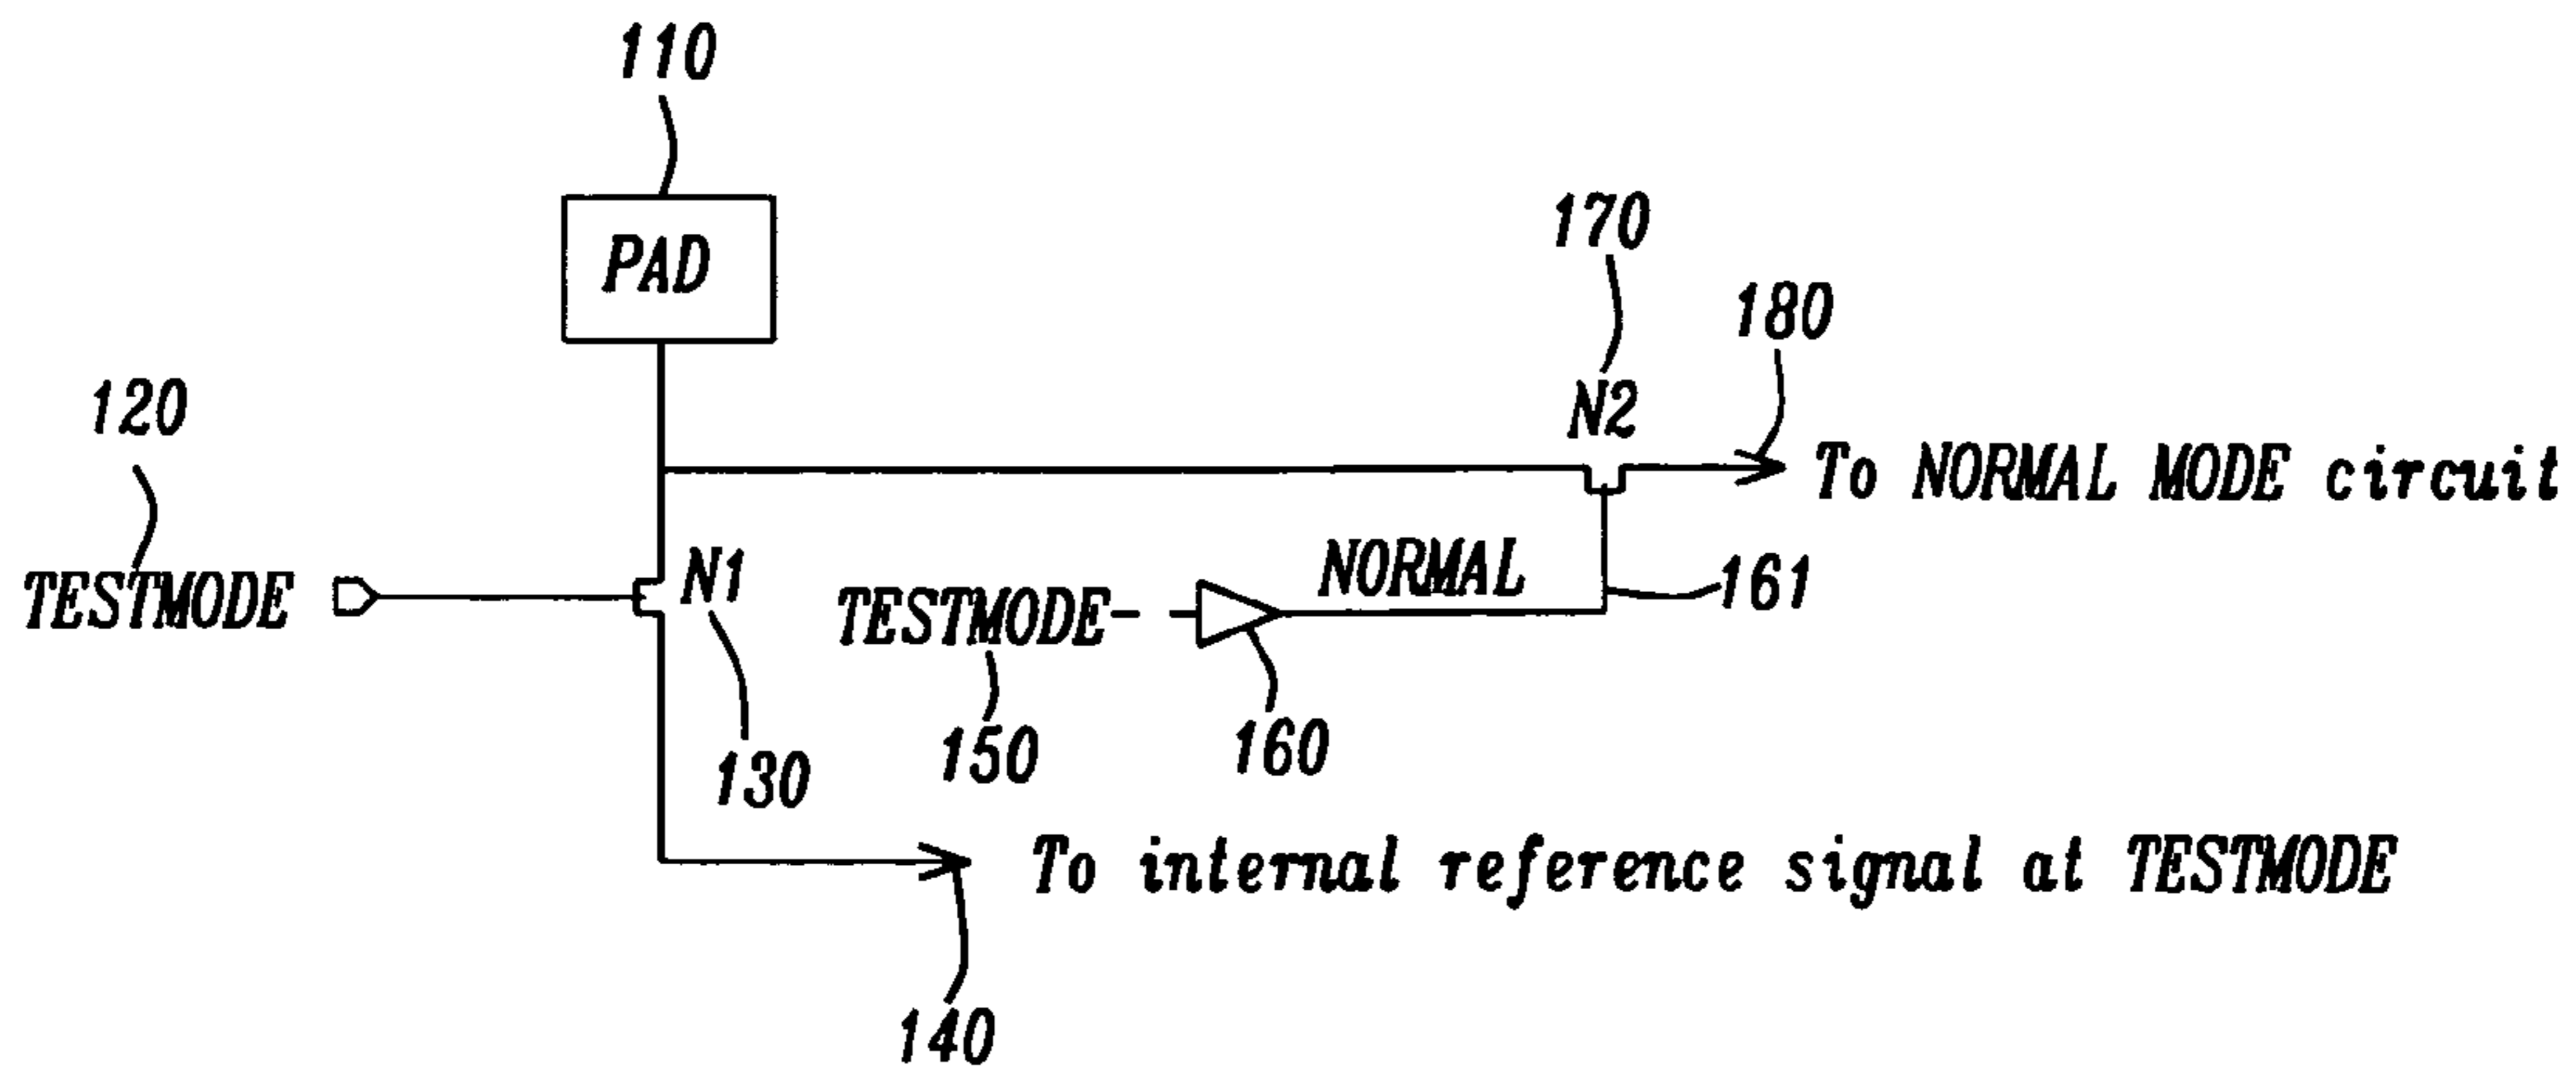 110
PAD
170
180
120
N2
To NORMAL MODE circuit
TESTMODE
N1
NORMAL
TESTMODE-
161
130
150
160
To internal reference signal at TESTMODE
140